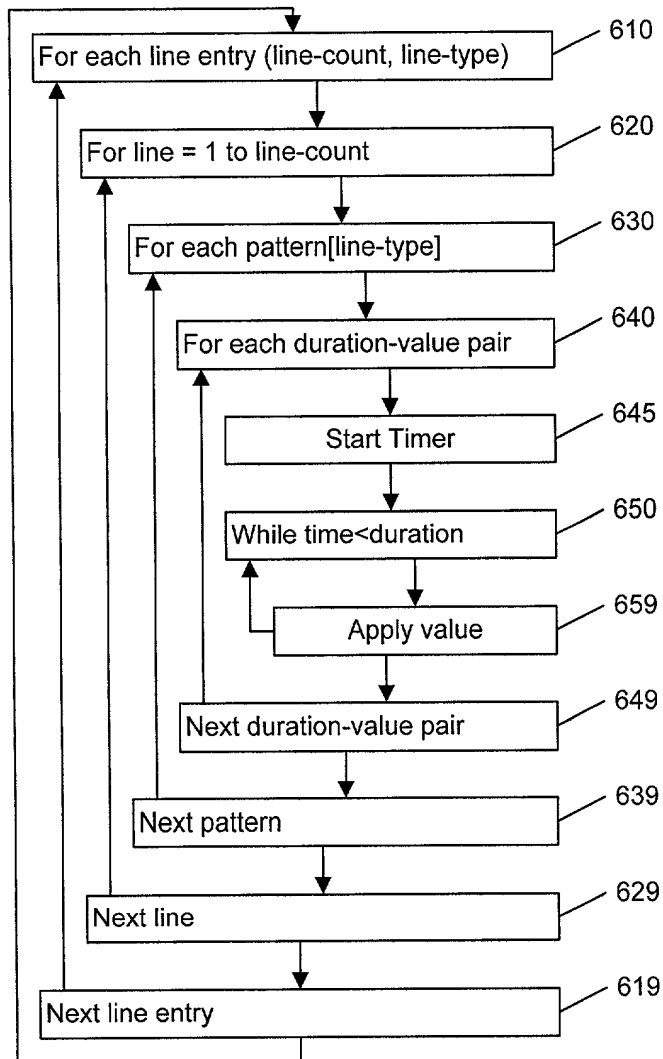 For each line entry (line-count, line-type)
610
For line = 1 to line-count
620
For each pattern[line-type]
630
For each duration-value pair
640
Start Timer
645
While time<duration
650
Apply value
659
Next duration-value pair
649
Next pattern
639
Next line
629
Next line entry
619